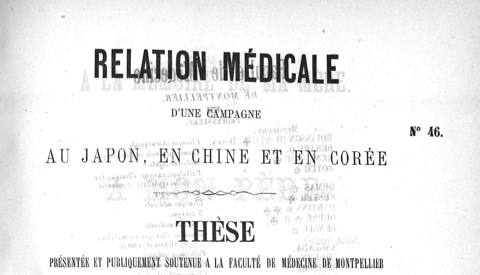 RELATION MÉDICALE
D'UNE CAMPAGNE
N° 46.
AU JAPON, EN CHINE ET EN CORÉE
THÈSE
PRÉSENTÉE ET PUBLIQUEMENT SOUTENUE A LA FACULTÉ DE MÉDECINE DE MONTPELLIER